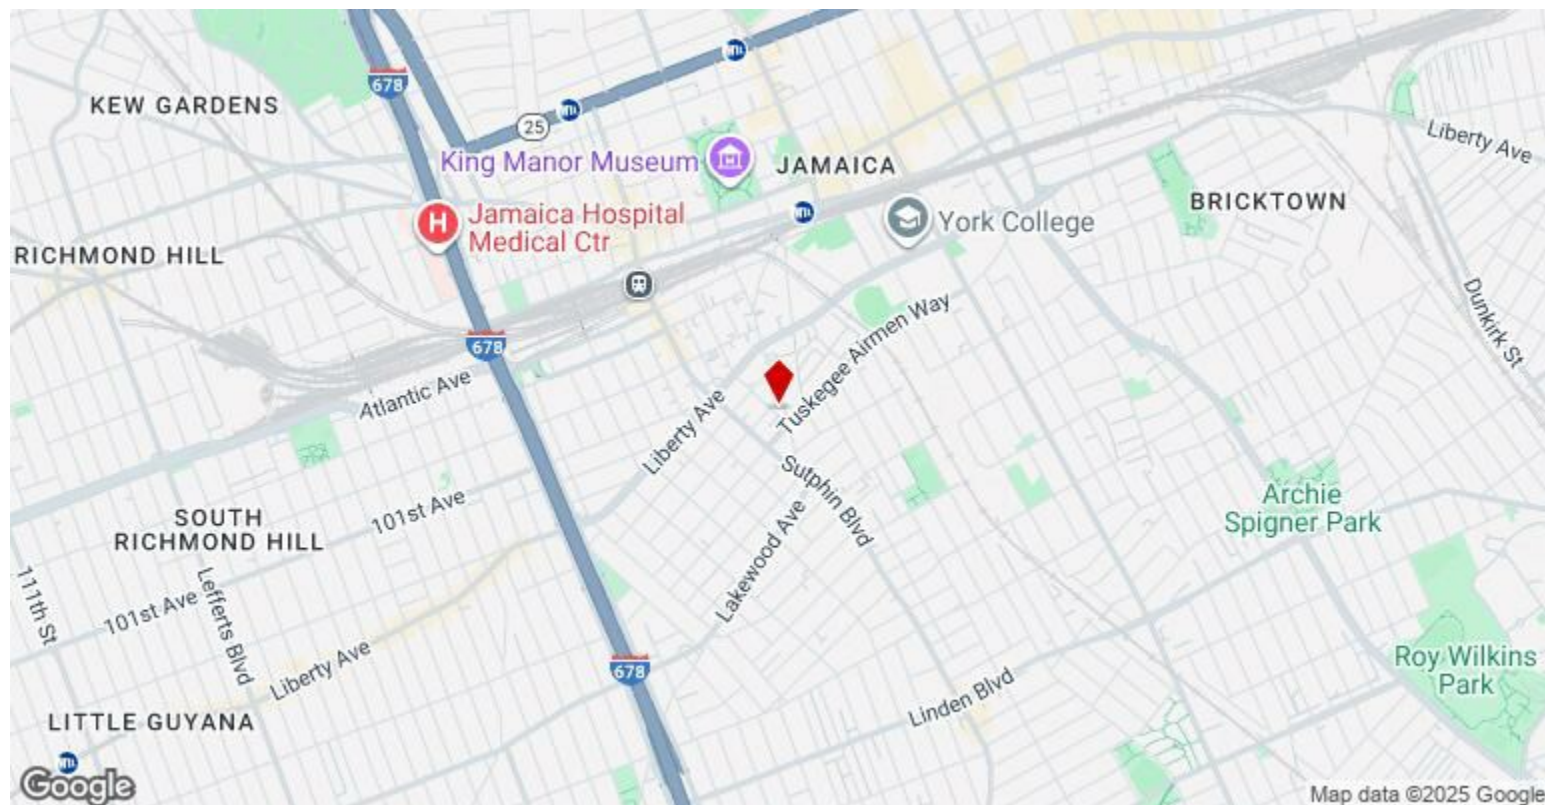 678
KEW GARDENS
25
King Manor Museum
JAMAICA
Liberty Ave
BRICKTOWN
H
Jamaica Hospital
Medical Ctr
York College
RICHMOND HILL
Dunkirk St
Tuskegee Airmen Way
678
Atlantic Ave
Liberty Ave
Sutphin Blvd
101st Ave
Lakewood Ave
Archie
Spigner Park
SOUTH
RICHMOND HILL
111th St
101st Ave
Lefferts Blvd
Liberty Ave
678
Linden Blvd
Roy Wilkins
Park
LITTLE GUYANA
Google
Map data ©2025 Google